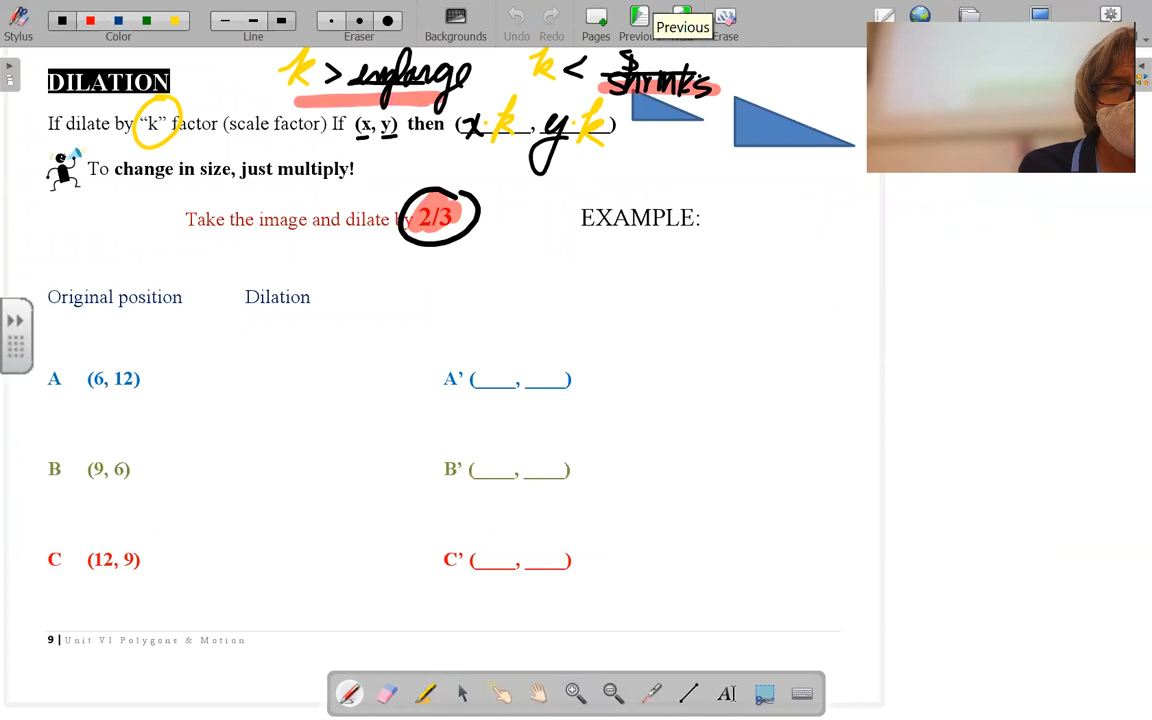 Stylus Color Line Eraser Backgrounds Undo Redo Pages Erase
Previous
DILATION
k > enlarge k < shrinks
If dilate by “k” factor (scale factor) If (x, y) then (x·k, y·k)
To change in size, just multiply!
Take the image and dilate by 2/3 EXAMPLE:
Original position Dilation
A (6, 12) A’ (____, ____)
B (9, 6) B’ (____, ____)
C (12, 9) C’ (____, ____)
9 | Unit VI Polygons & Motion